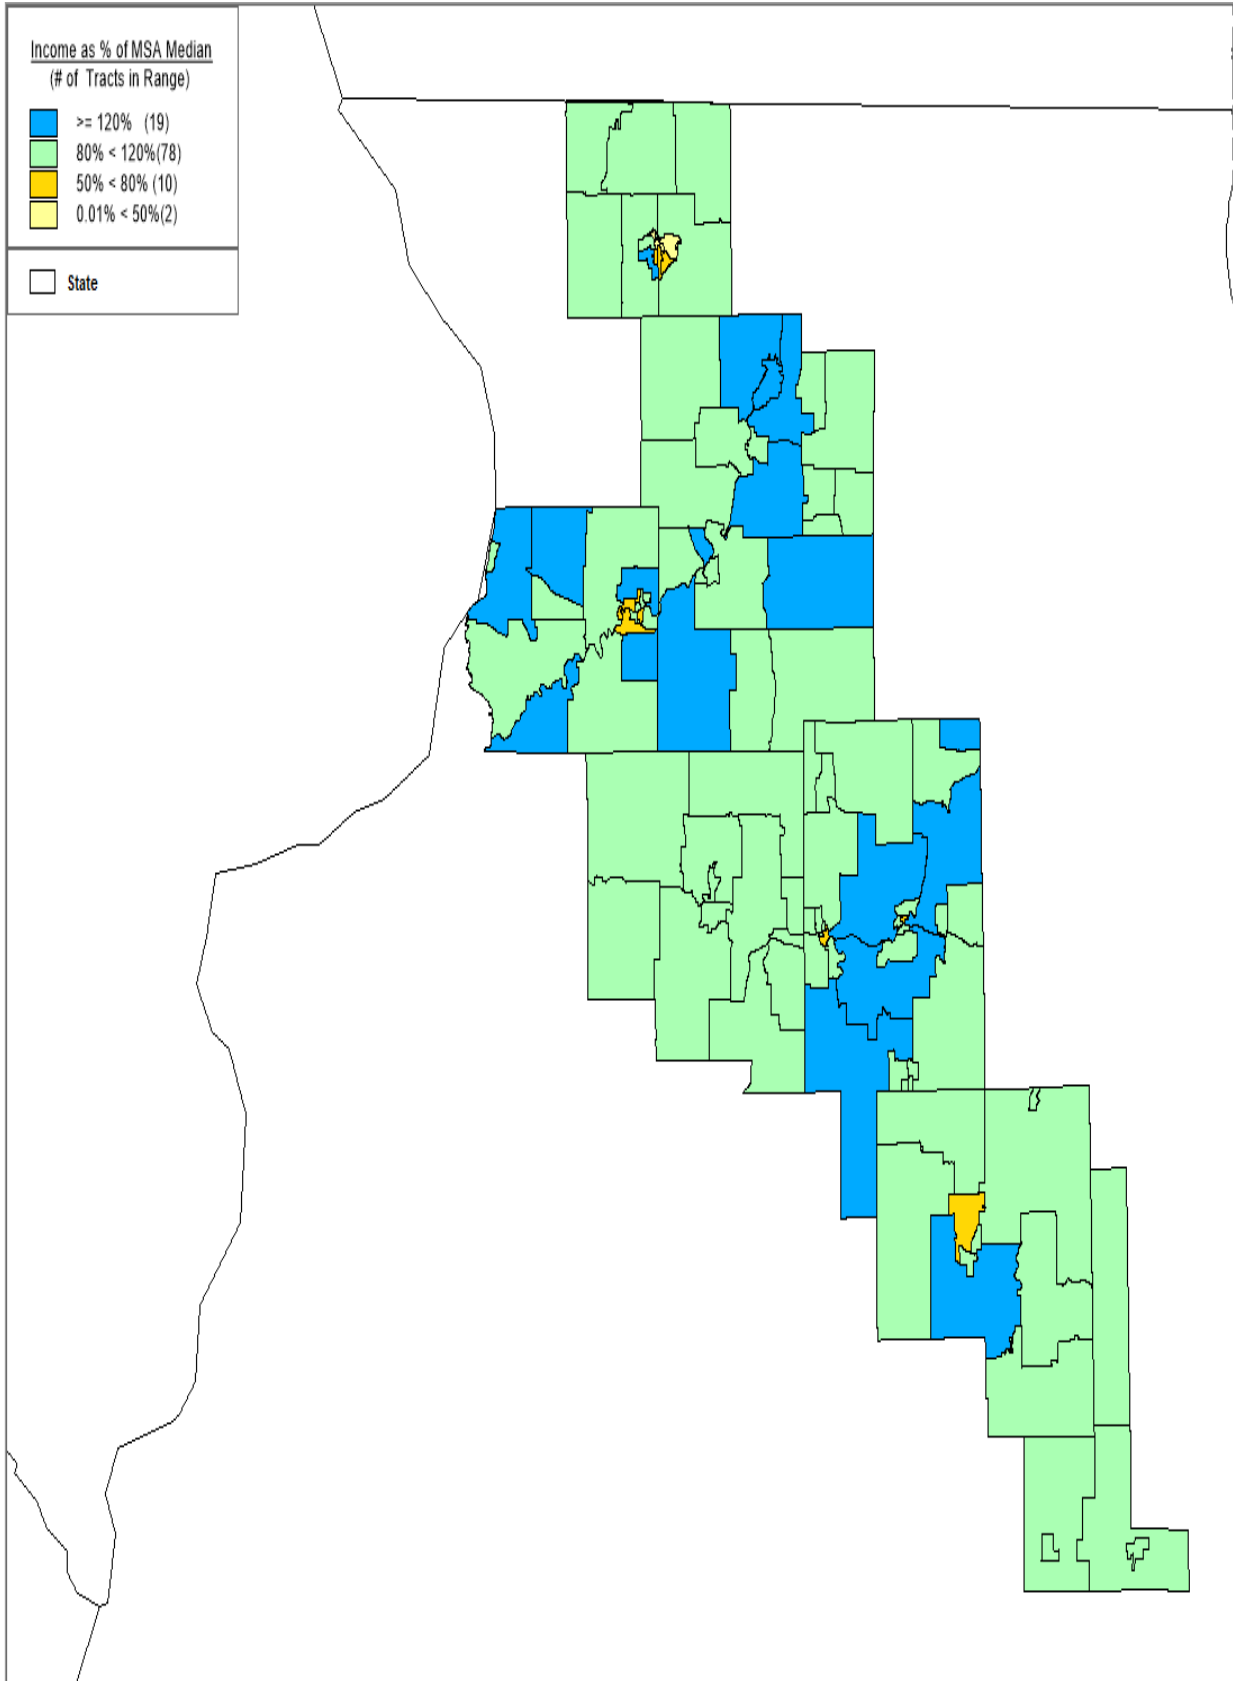 Income as % of MSA Median
(# of Tracts in Range)
>= 120% (19)
80% < 120%(78)
50% < 80% (10)
0.01% < 50%(2)
State